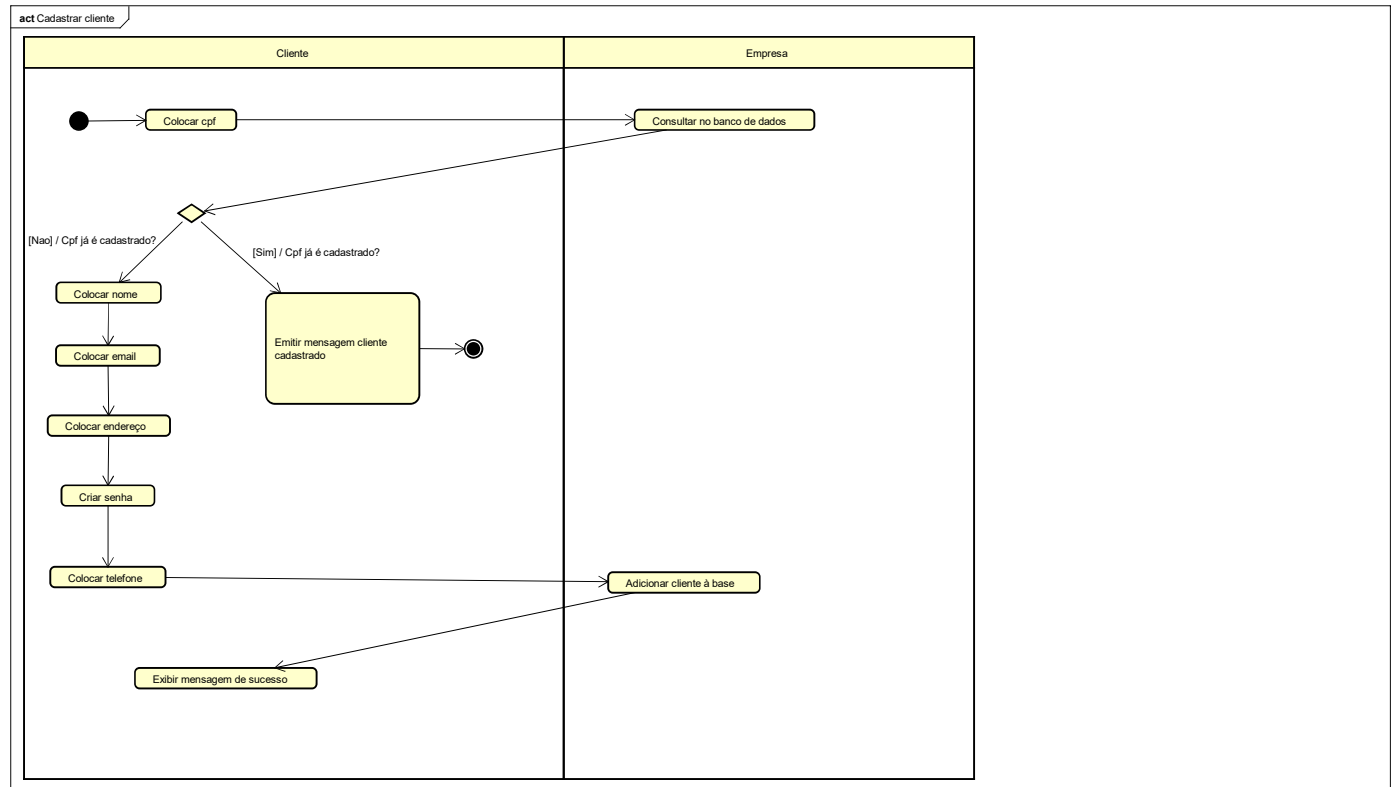 act Cadastrar cliente
Cliente
Empresa
Colocar cpf
Consultar no banco de dados
[Nao] / Cpf já é cadastrado?
[Sim] / Cpf já é cadastrado?
Colocar nome
Emitir mensagem cliente
cadastrado
Colocar email
Colocar endereço
Criar senha
Colocar telefone
Adicionar cliente à base
Exibir mensagem de sucesso